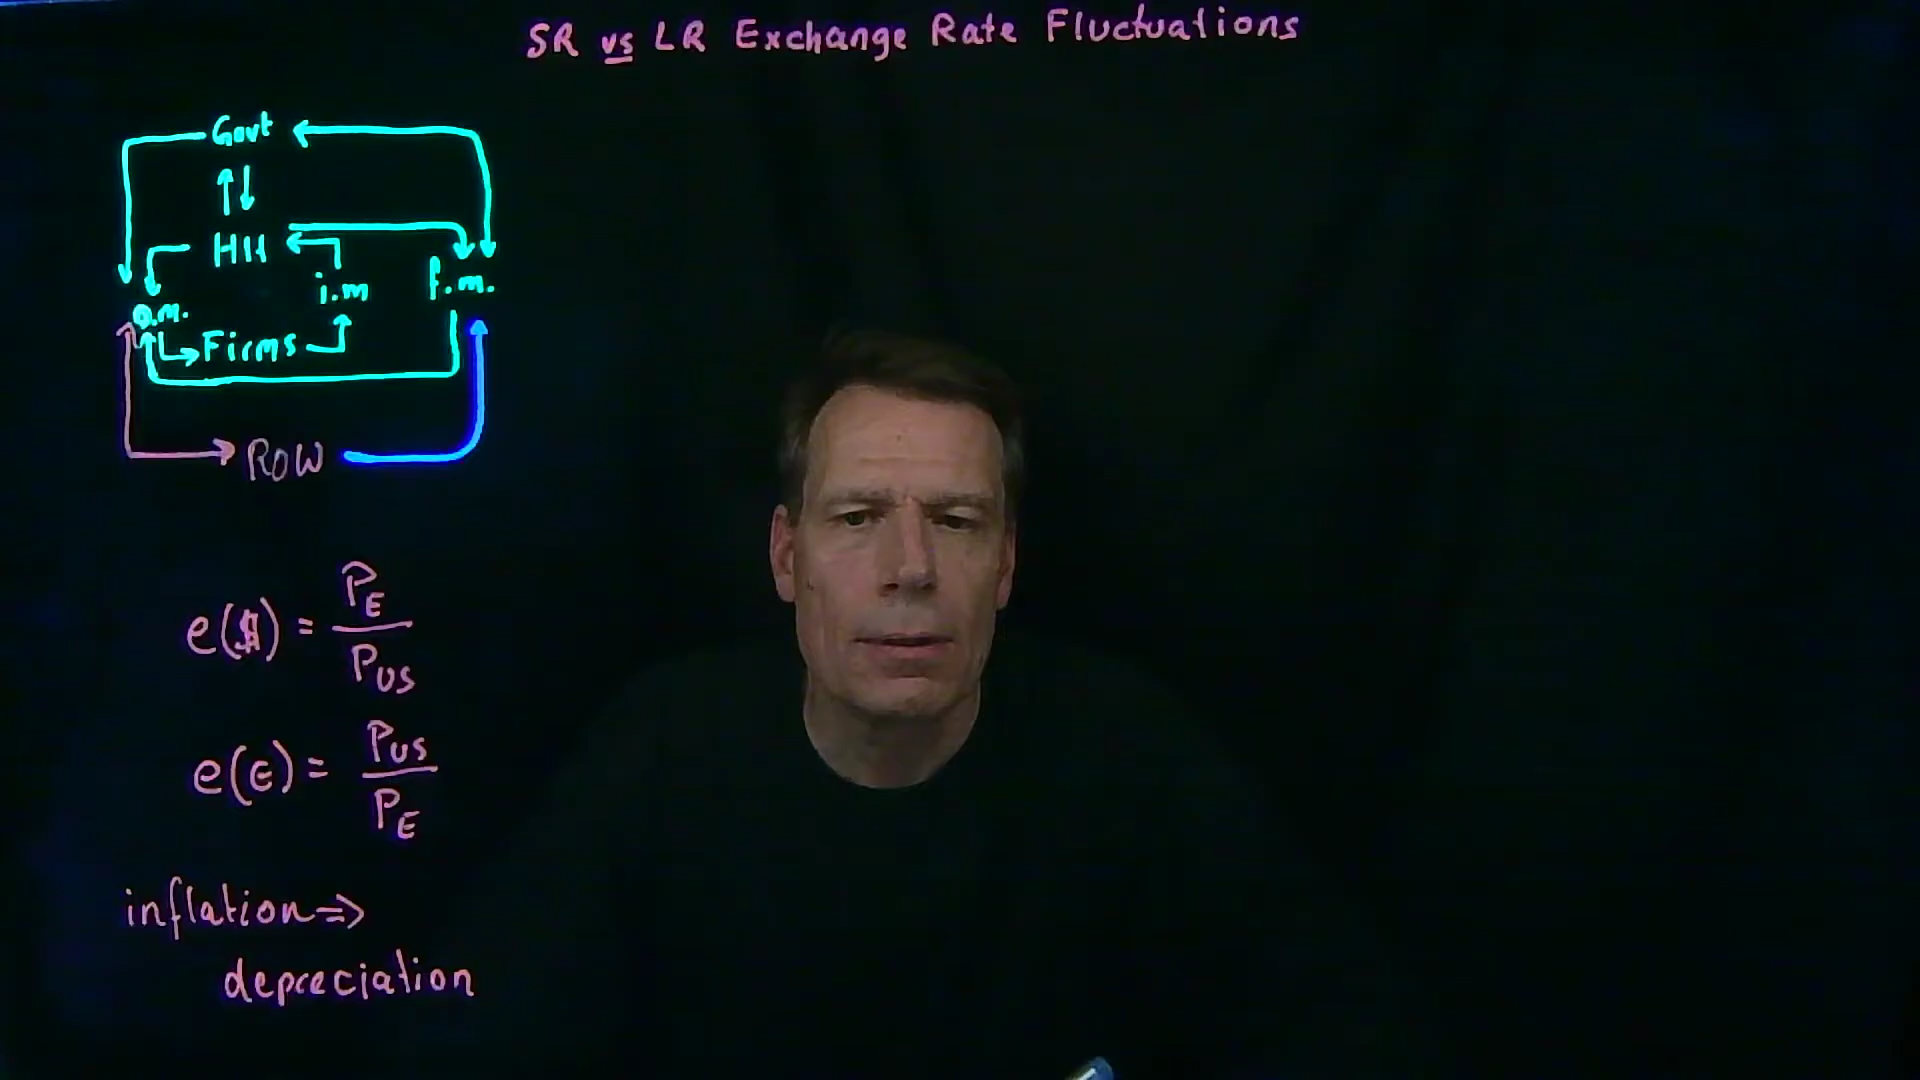 SR vs LR Exchange Rate Fluctuations
Govt
HH
i.m
f.m.
o.m.
Firms
ROW
e($) = P_E / P_US
e(€) = P_US / P_E
inflation ⇒
depreciation